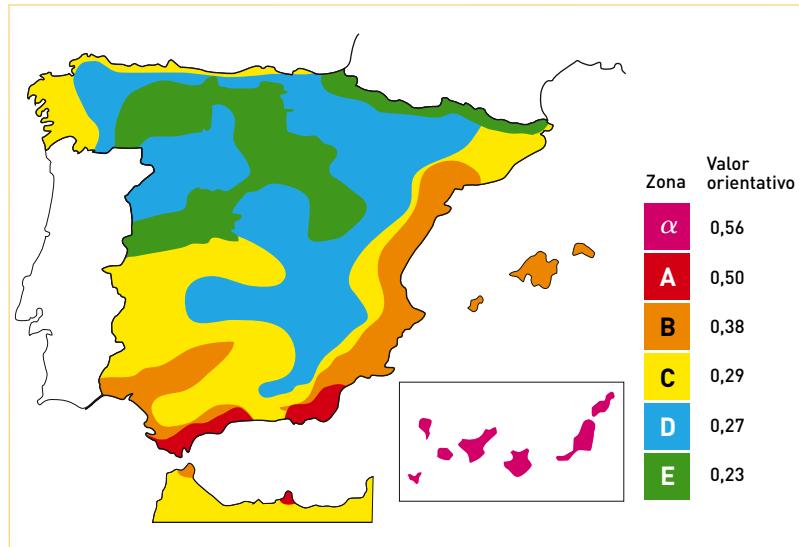 Zona Valor orientativo
α 0,56
A 0,50
B 0,38
C 0,29
D 0,27
E 0,23